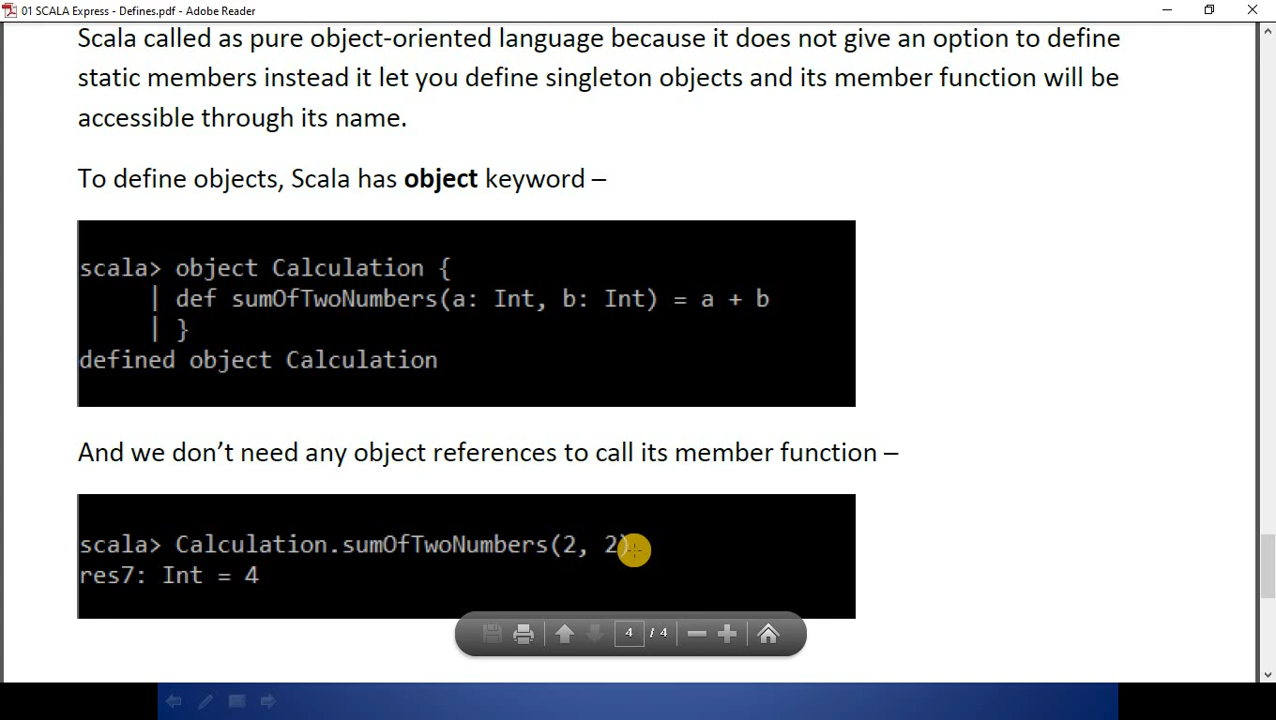 01 SCALA Express - Defines.pdf - Adobe Reader
Scala called as pure object-oriented language because it does not give an option to define
static members instead it let you define singleton objects and its member function will be
accessible through its name.
To define objects, Scala has object keyword –
scala> object Calculation {
| def sumOfTwoNumbers(a: Int, b: Int) = a + b
| }
defined object Calculation
And we don’t need any object references to call its member function –
scala> Calculation.sumOfTwoNumbers(2, 2)
res7: Int = 4
4 / 4